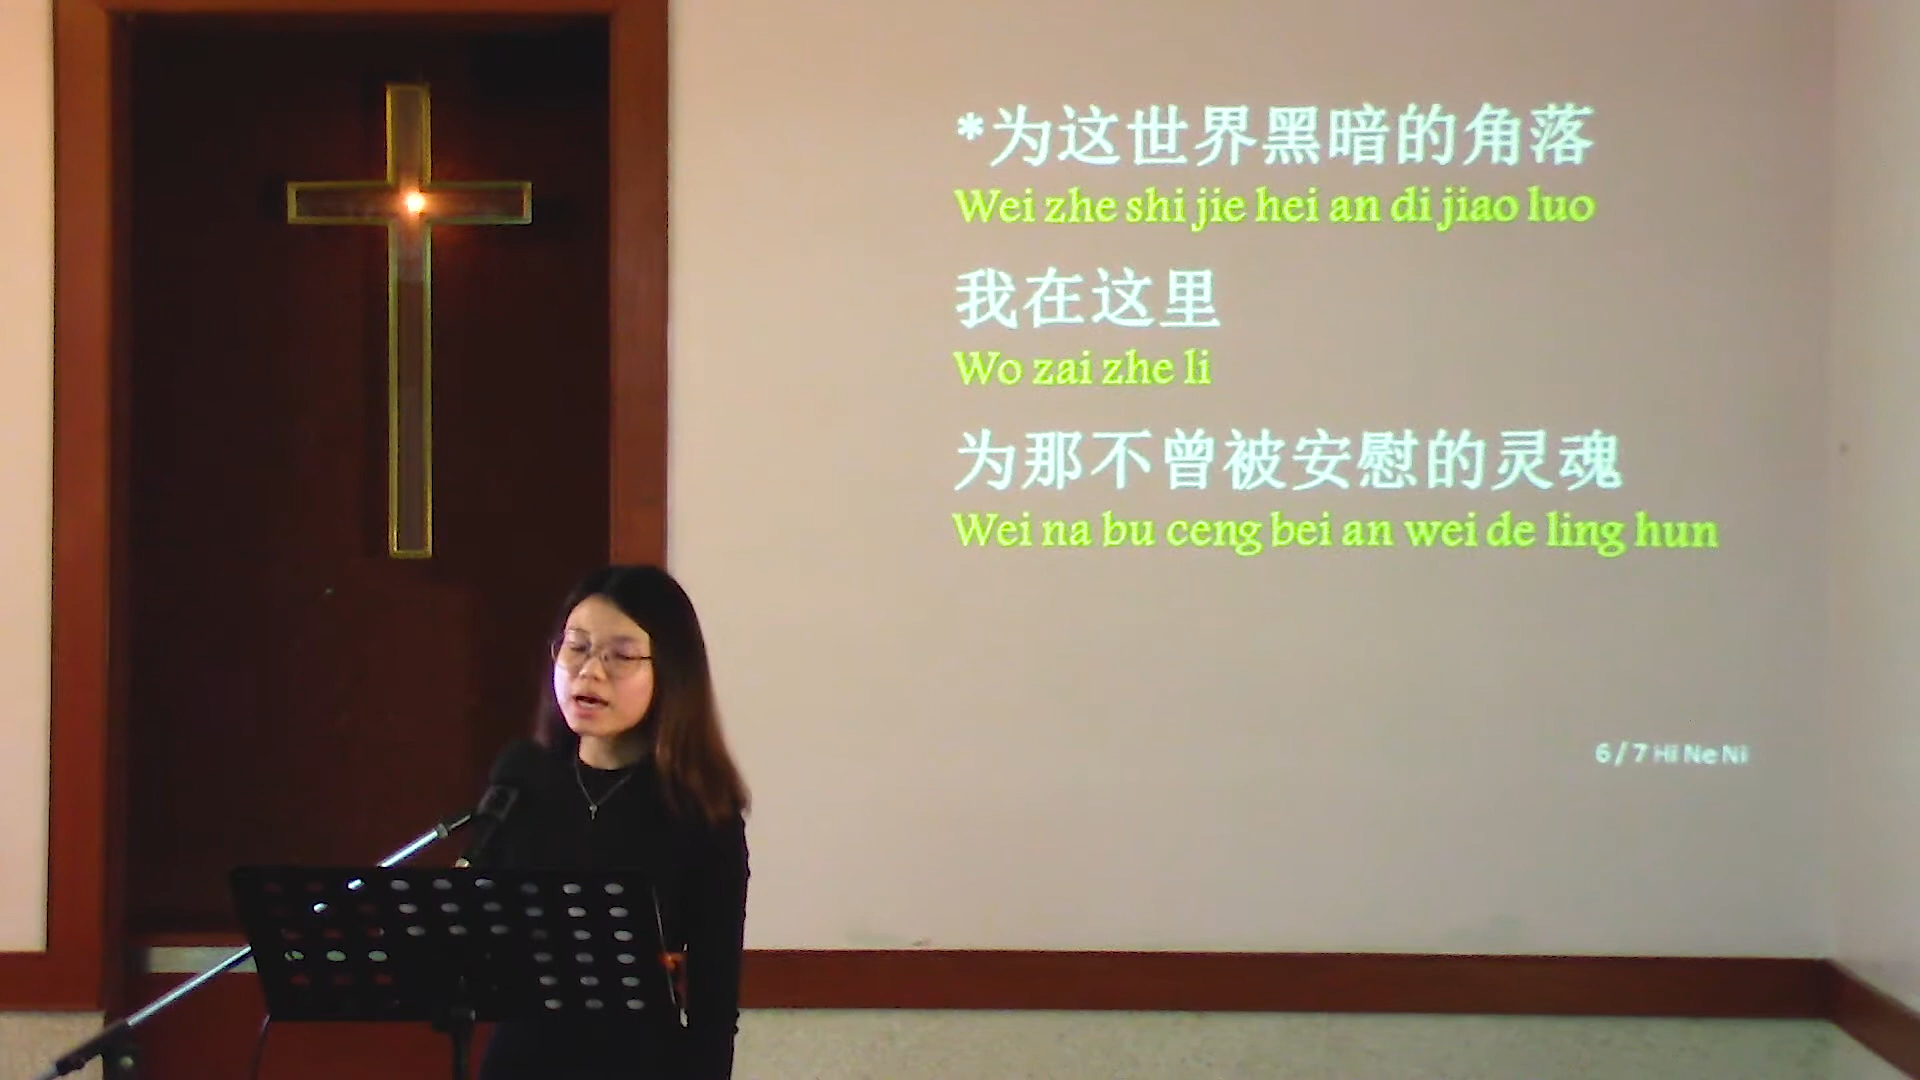 *为这世界黑暗的角落
Wei zhe shi jie hei an di jiao luo
我在这里
Wo zai zhe li
为那不曾被安慰的灵魂
Wei na bu ceng bei an wei de ling hun
6 / 7 Hi Ne Ni